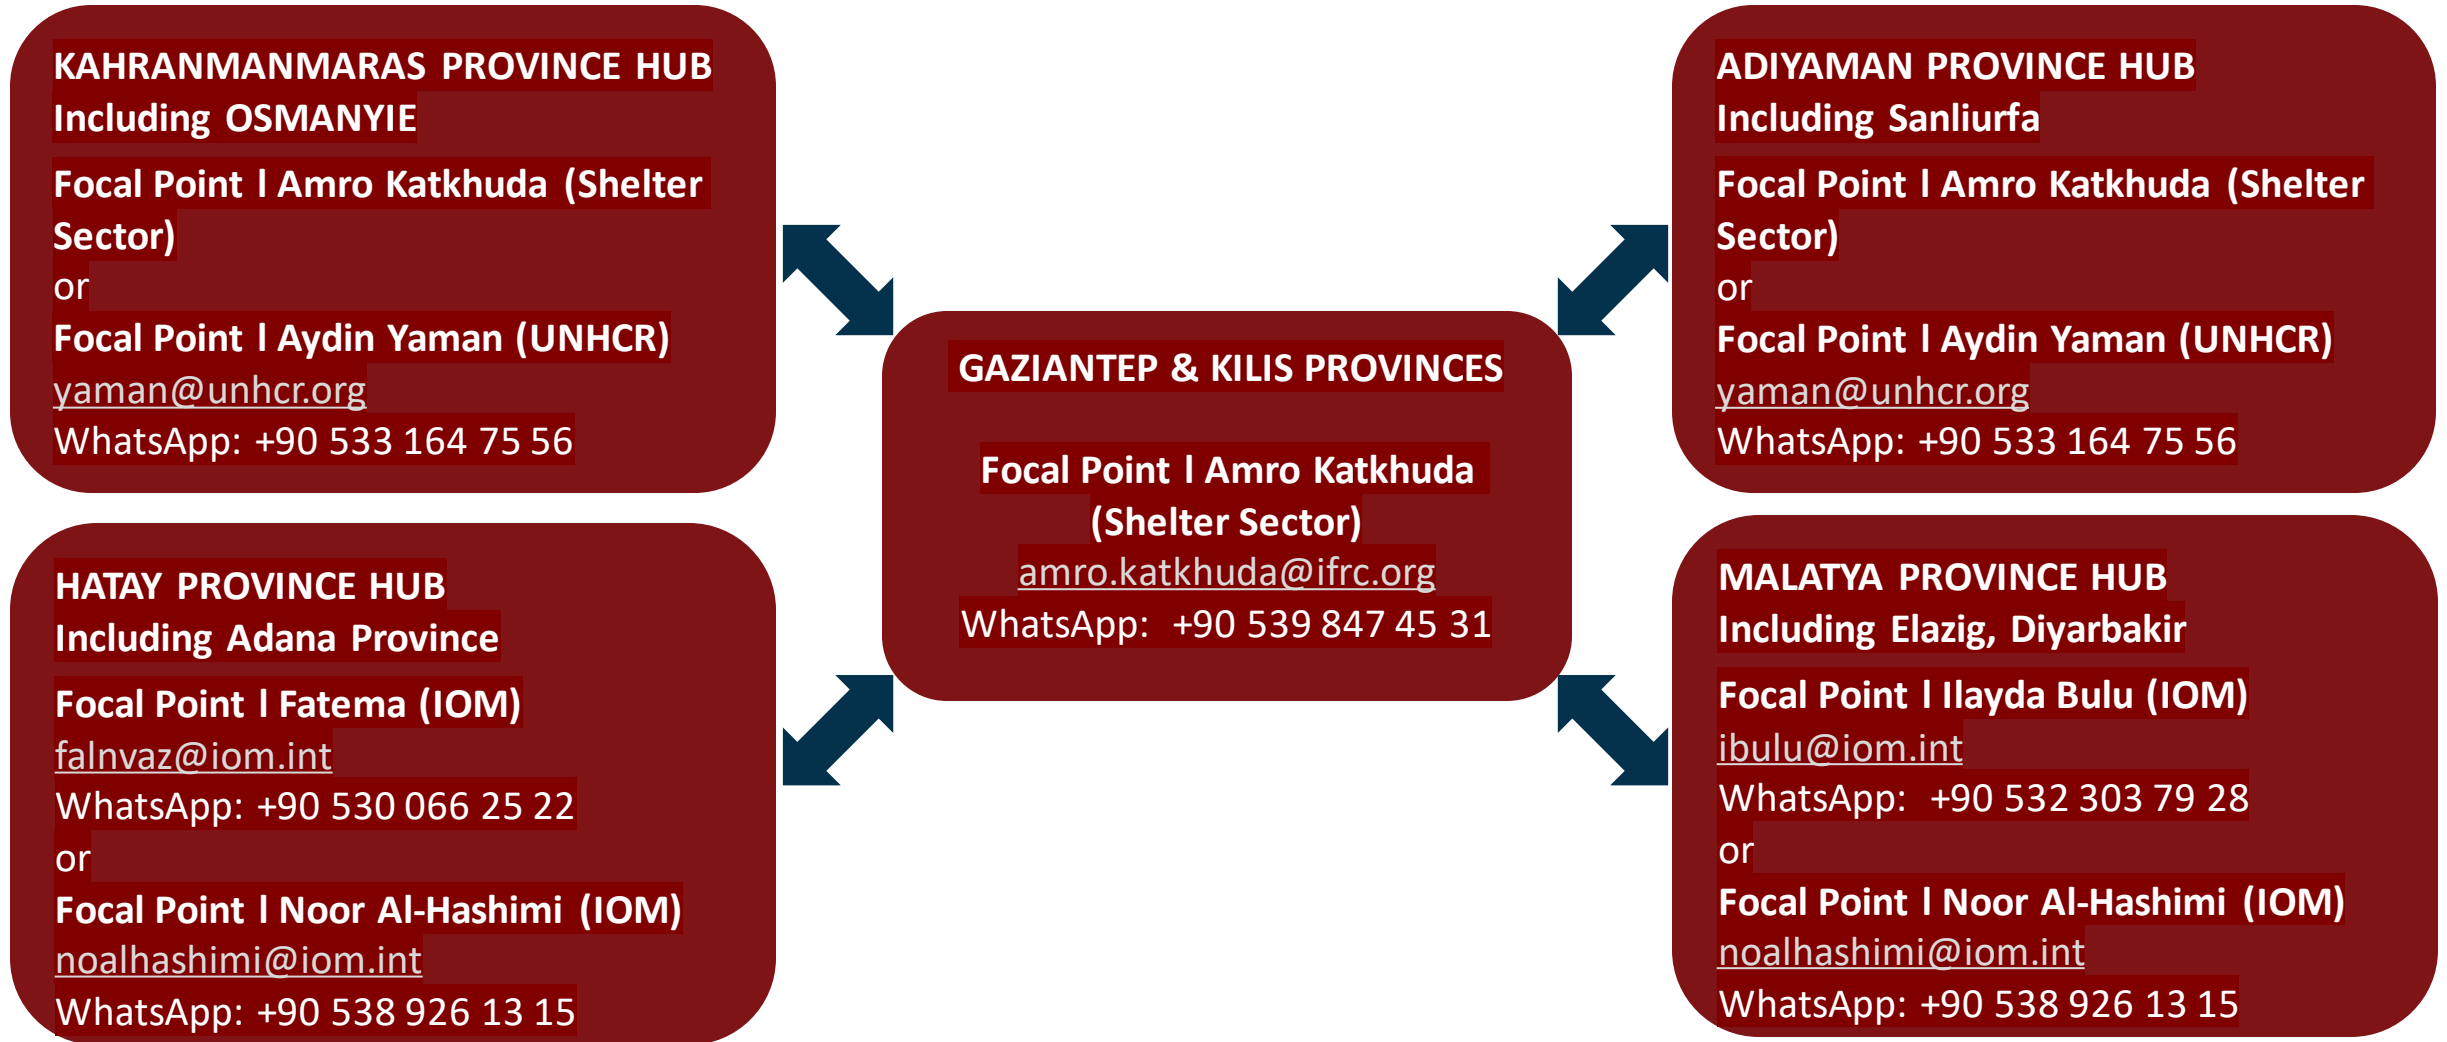 KAHRANMANMARAS PROVINCE HUB
Including OSMANYIE
Focal Point l Amro Katkhuda (Shelter
Sector)
or
Focal Point l Aydin Yaman (UNHCR)
yaman@unhcr.org
WhatsApp: +90 533 164 75 56
ADIYAMAN PROVINCE HUB
Including Sanliurfa
Focal Point l Amro Katkhuda (Shelter
Sector)
or
Focal Point l Aydin Yaman (UNHCR)
yaman@unhcr.org
WhatsApp: +90 533 164 75 56
GAZIANTEP & KILIS PROVINCES
Focal Point l Amro Katkhuda
(Shelter Sector)
amro.katkhuda@ifrc.org
WhatsApp: +90 539 847 45 31
HATAY PROVINCE HUB
Including Adana Province
Focal Point l Fatema (IOM)
falnvaz@iom.int
WhatsApp: +90 530 066 25 22
or
Focal Point l Noor Al-Hashimi (IOM)
noalhashimi@iom.int
WhatsApp: +90 538 926 13 15
MALATYA PROVINCE HUB
Including Elazig, Diyarbakir
Focal Point l Ilayda Bulu (IOM)
ibulu@iom.int
WhatsApp: +90 532 303 79 28
or
Focal Point l Noor Al-Hashimi (IOM)
noalhashimi@iom.int
WhatsApp: +90 538 926 13 15